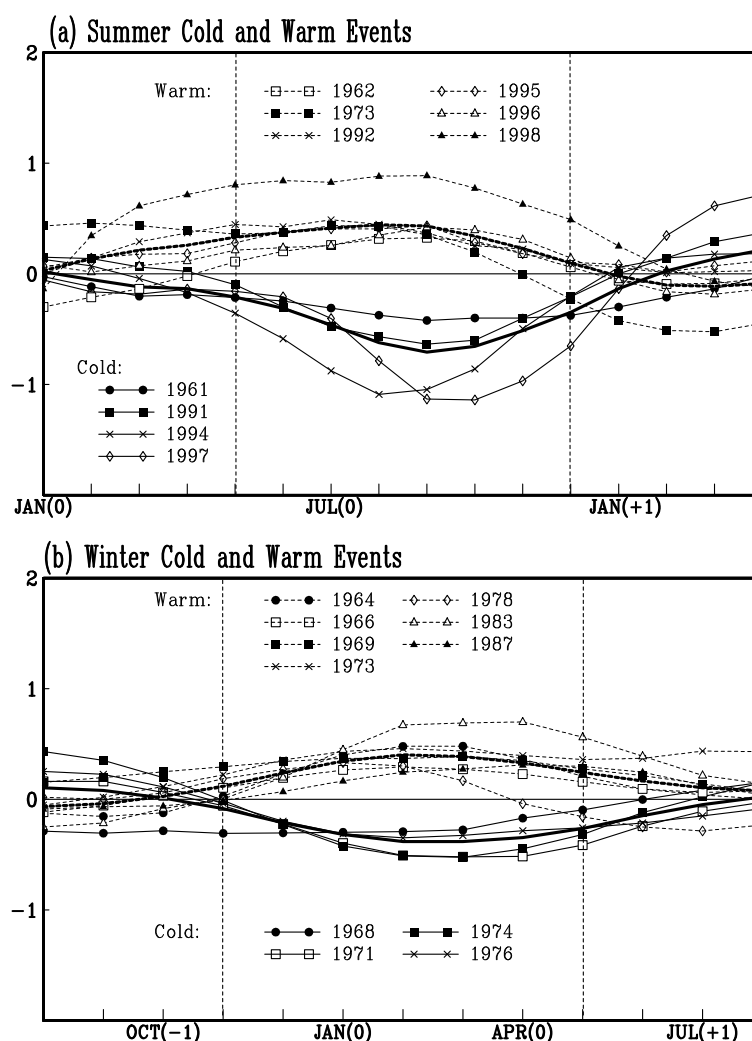 (a) Summer Cold and Warm Events
2
Warm: 1962 1995
1973 1996
1992 1998
1
0
Cold:
1961
−1 1991
1994
1997
JAN(0) JUL(0) JAN(+1)
(b) Winter Cold and Warm Events
2
Warm: 1964 1978
1966 1983
1969 1987
1973
1
0
−1
Cold: 1968 1974
1971 1976
OCT(−1) JAN(0) APR(0) JUL(+1)